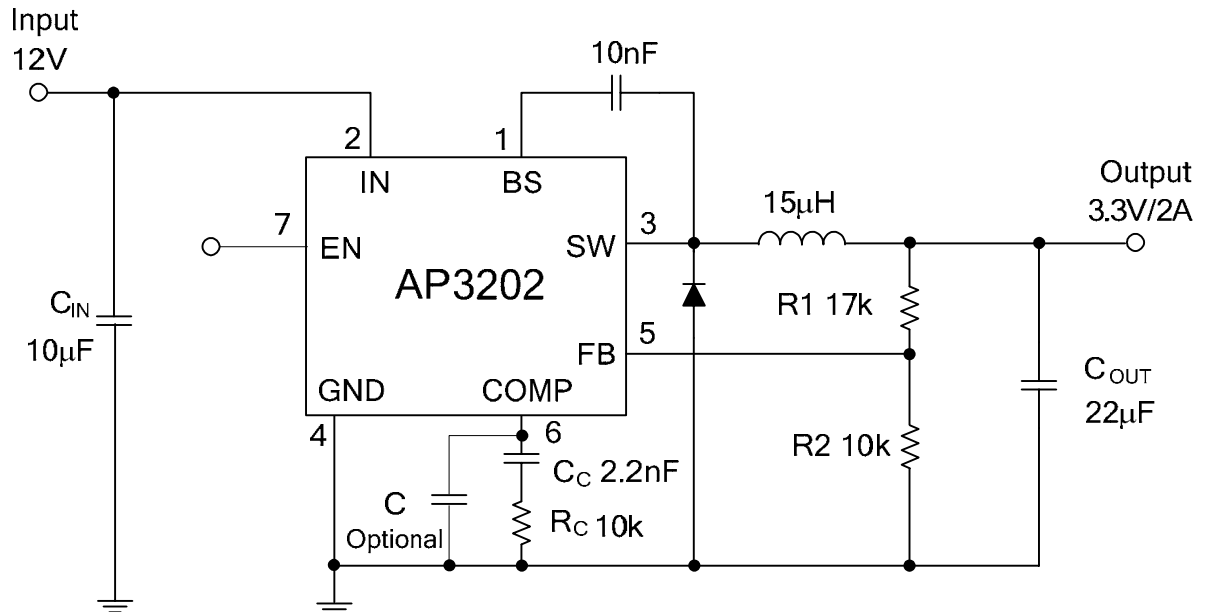 Input
12V
10nF
2
1
IN
BS
Output
3.3V/2A
15μH
7
3
EN
SW
AP3202
CIN
10μF
R1 17k
5
FB
GND
COMP
COUT
22μF
4
6
R2 10k
CC 2.2nF
C
Optional
RC 10k